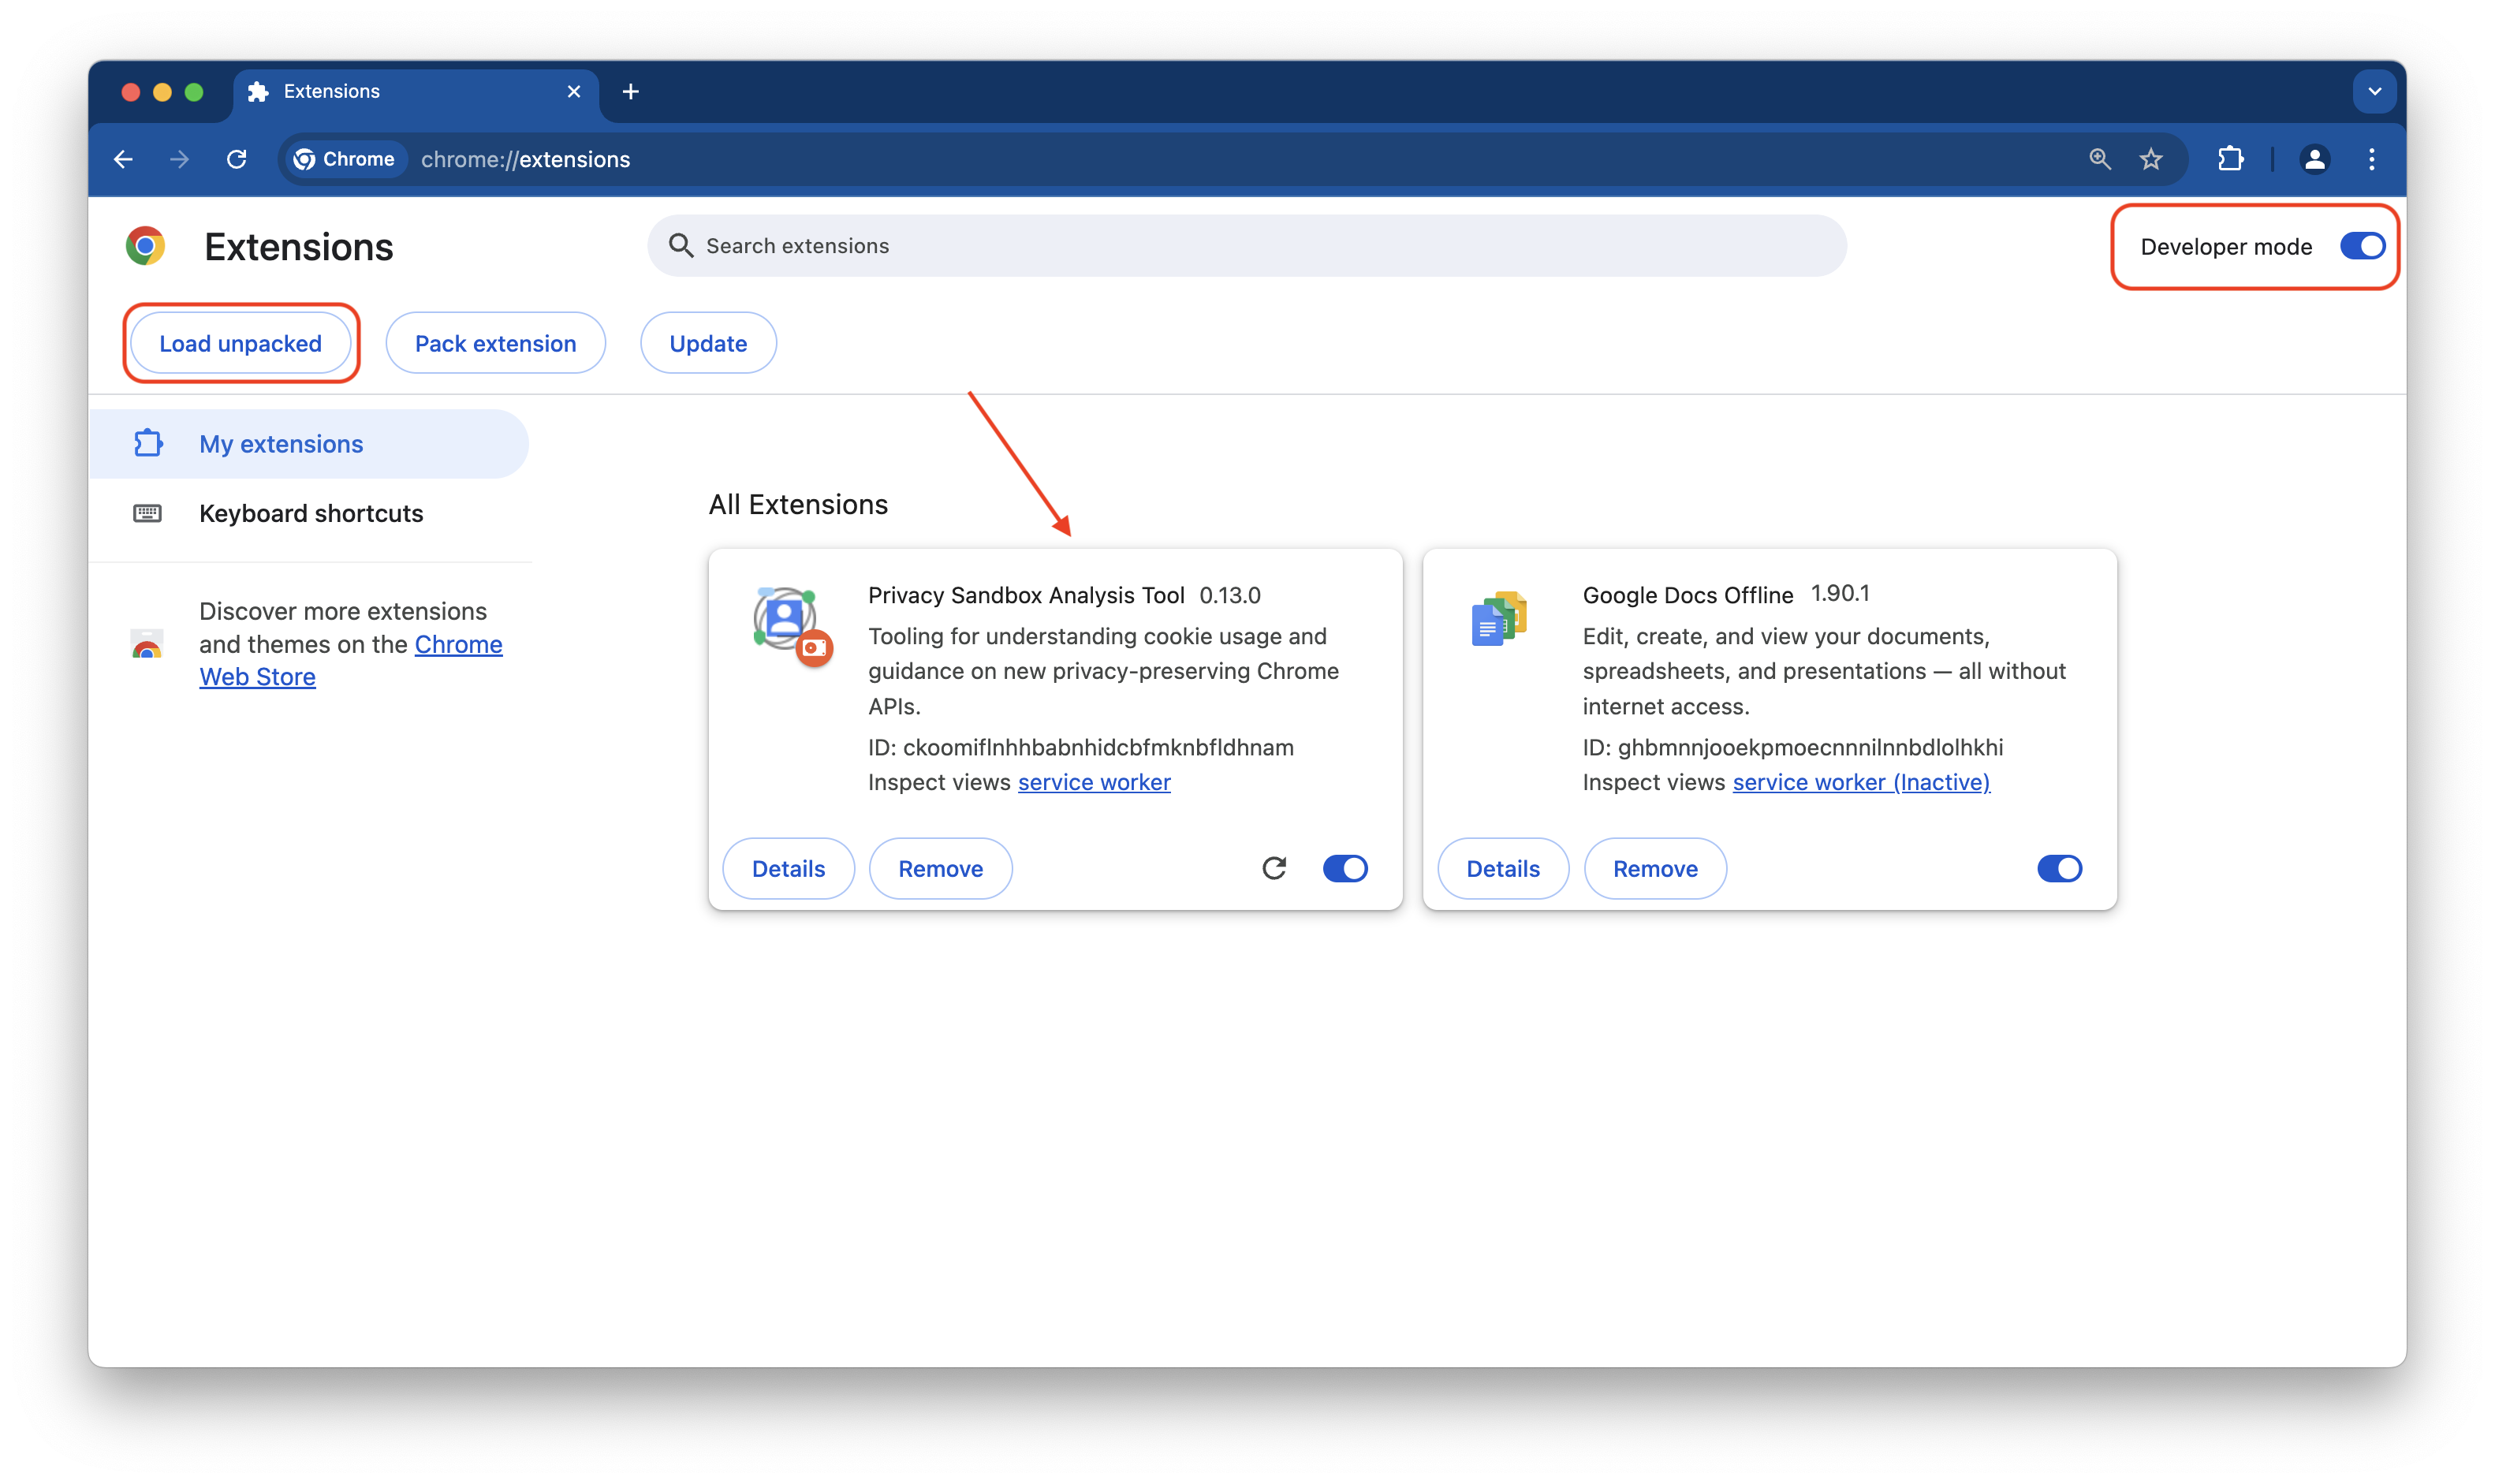 Extensions
Chrome
chrome://extensions
Extensions
Search extensions
Developer mode
Load unpacked
Pack extension
Update
My extensions
Keyboard shortcuts
Discover more extensions
and themes on the Chrome
Web Store
All Extensions
Privacy Sandbox Analysis Tool 0.13.0
Tooling for understanding cookie usage and
guidance on new privacy-preserving Chrome
APIs.
ID: ckoomiflnhhbabnhidcbfmknbfldhnam
Inspect views service worker
Details
Remove
Google Docs Offline 1.90.1
Edit, create, and view your documents,
spreadsheets, and presentations — all without
internet access.
ID: ghbmnnjooekpmoecnnnilnnbdlolhkhi
Inspect views service worker (Inactive)
Details
Remove